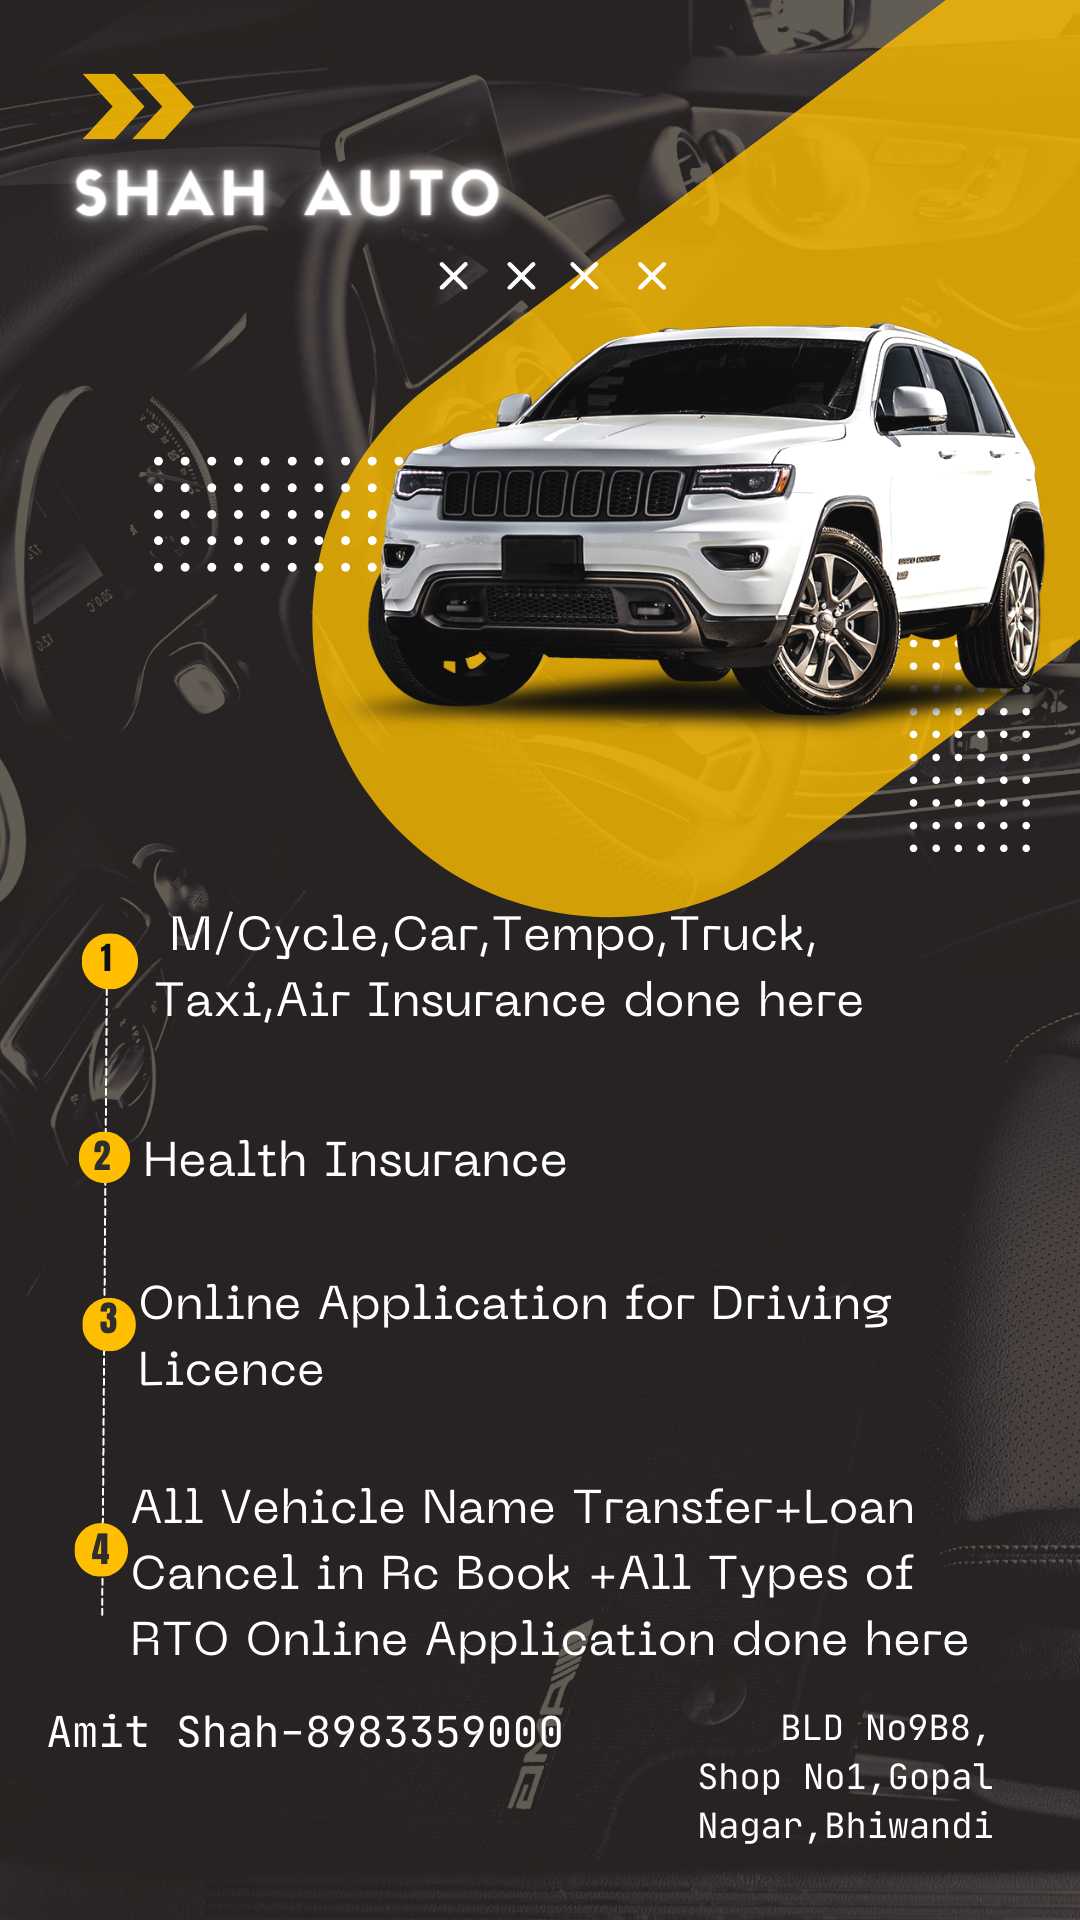 SHAH AUTO
1
M/Cycle,Car,Tempo,Truck,
Taxi,Air Insurance done here
2
Health Insurance
3
Online Application for Driving
Licence
4
All Vehicle Name Transfer+Loan
Cancel in Rc Book +All Types of
RTO Online Application done here
Amit Shah-8983359000
BLD No9B8,
Shop No1,Gopal
Nagar,Bhiwandi